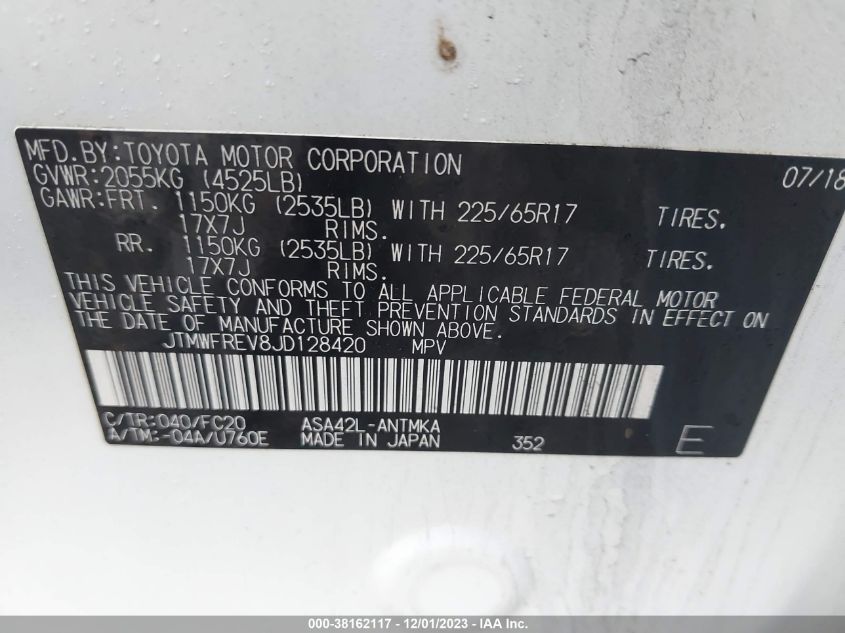 MFD.BY:TOYOTA MOTOR CORPORATION 07/18
GVWR:2055KG (4525LB)
GAWR:FRT. 1150KG (2535LB) WITH 225/65R17 TIRES.
17X7J RIMS.
RR. 1150KG (2535LB) WITH 225/65R17 TIRES.
17X7J RIMS.
THIS VEHICLE CONFORMS TO ALL APPLICABLE FEDERAL MOTOR
VEHICLE SAFETY AND THEFT PREVENTION STANDARDS IN EFFECT ON
THE DATE OF MANUFACTURE SHOWN ABOVE.
JTMWFREV8JD128420 MPV
C/TR:040/FC20 ASA42L-ANTMKA
A/TM:-04A/U760E MADE IN JAPAN 352 E
000-38162117 - 12/01/2023 - IAA Inc.